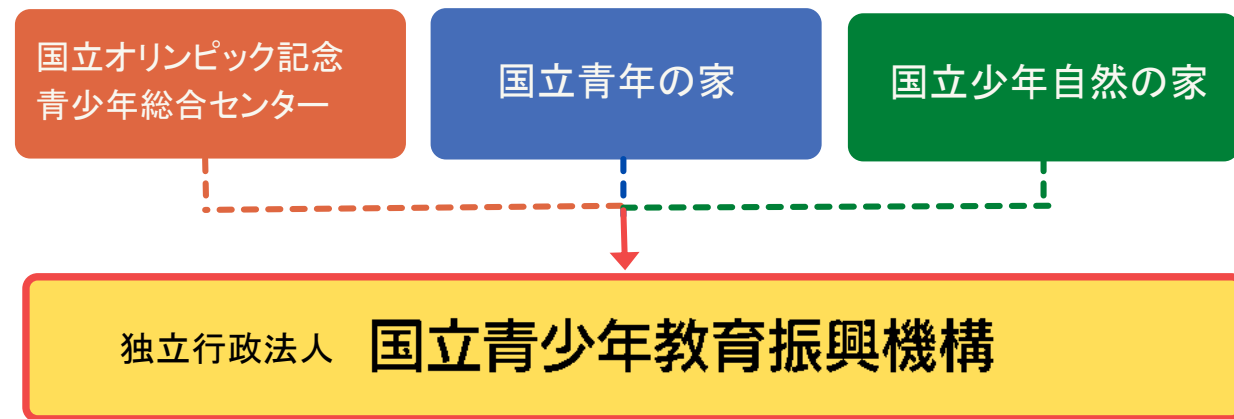 国立オリンピック記念
青少年総合センター
国立青年の家
国立少年自然の家
独立行政法人 国立青少年教育振興機構